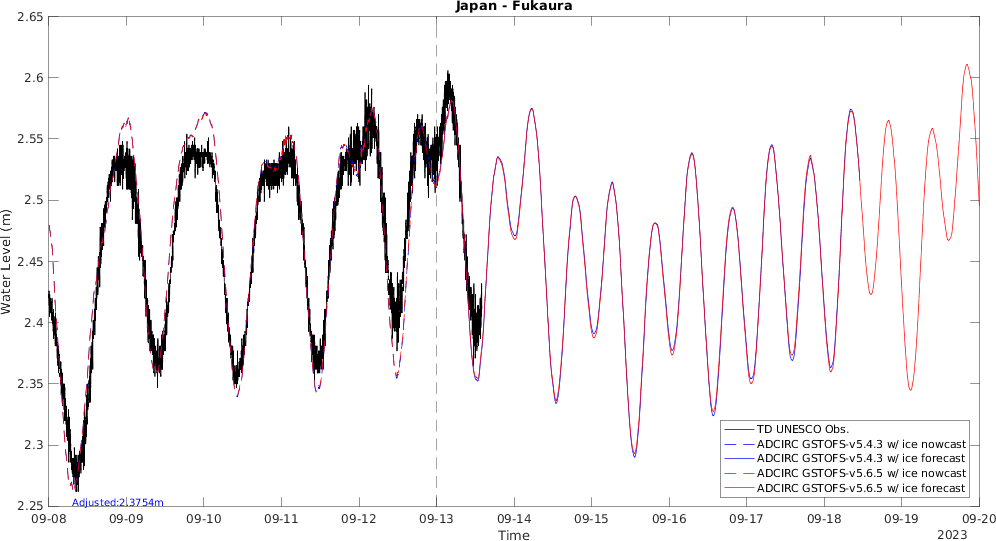 Japan - Fukaura
2.65
2.6
2.55
2.5
2.45
2.4
2.35
2.3
2.25
Water Level (m)
Adjusted:2.3754m
TD UNESCO Obs.
ADCIRC GSTOFS-v5.4.3 w/ ice nowcast
ADCIRC GSTOFS-v5.4.3 w/ ice forecast
ADCIRC GSTOFS-v5.6.5 w/ ice nowcast
ADCIRC GSTOFS-v5.6.5 w/ ice forecast
09-08 09-09 09-10 09-11 09-12 09-13 09-14 09-15 09-16 09-17 09-18 09-19 09-20
Time
2023